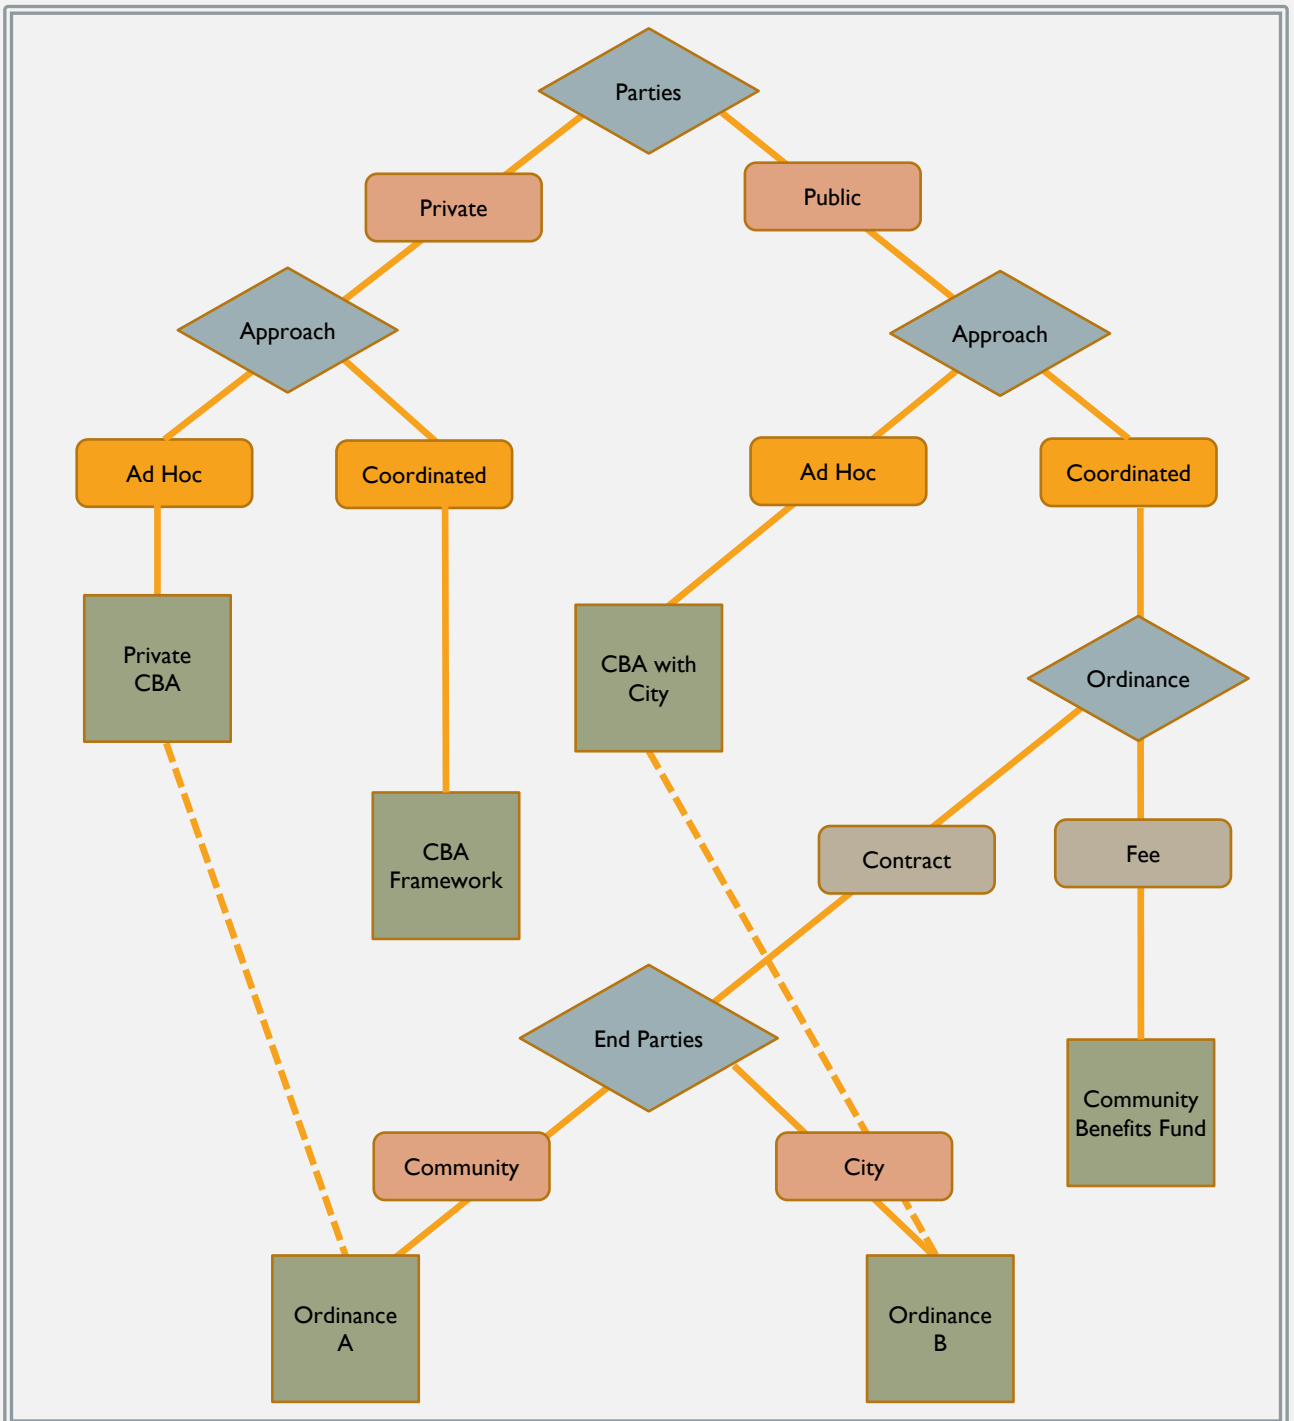 Parties
Private
Public
Approach
Approach
Ad Hoc
Coordinated
Ad Hoc
Coordinated
Private
CBA
CBA with
City
Ordinance
CBA
Framework
Contract
Fee
End Parties
Community
Benefits Fund
Community
City
Ordinance
A
Ordinance
B